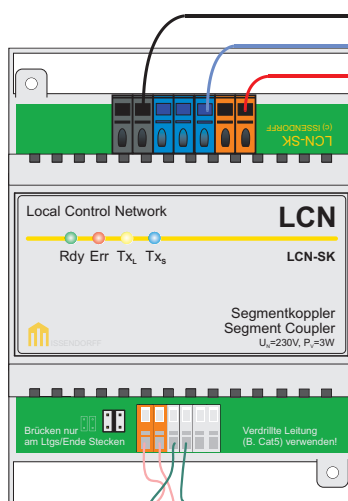 (c) ISSENDORFF
LCN-SK
Local Control Network
LCN
Rdy Err TxL TxS
LCN-SK
Segmentkoppler
Segment Coupler
UN=230V, PV=3W
ISSENDORFF
Brücken nur
am Ltgs/Ende Stecken
Verdrillte Leitung
(B. Cat5) verwenden!